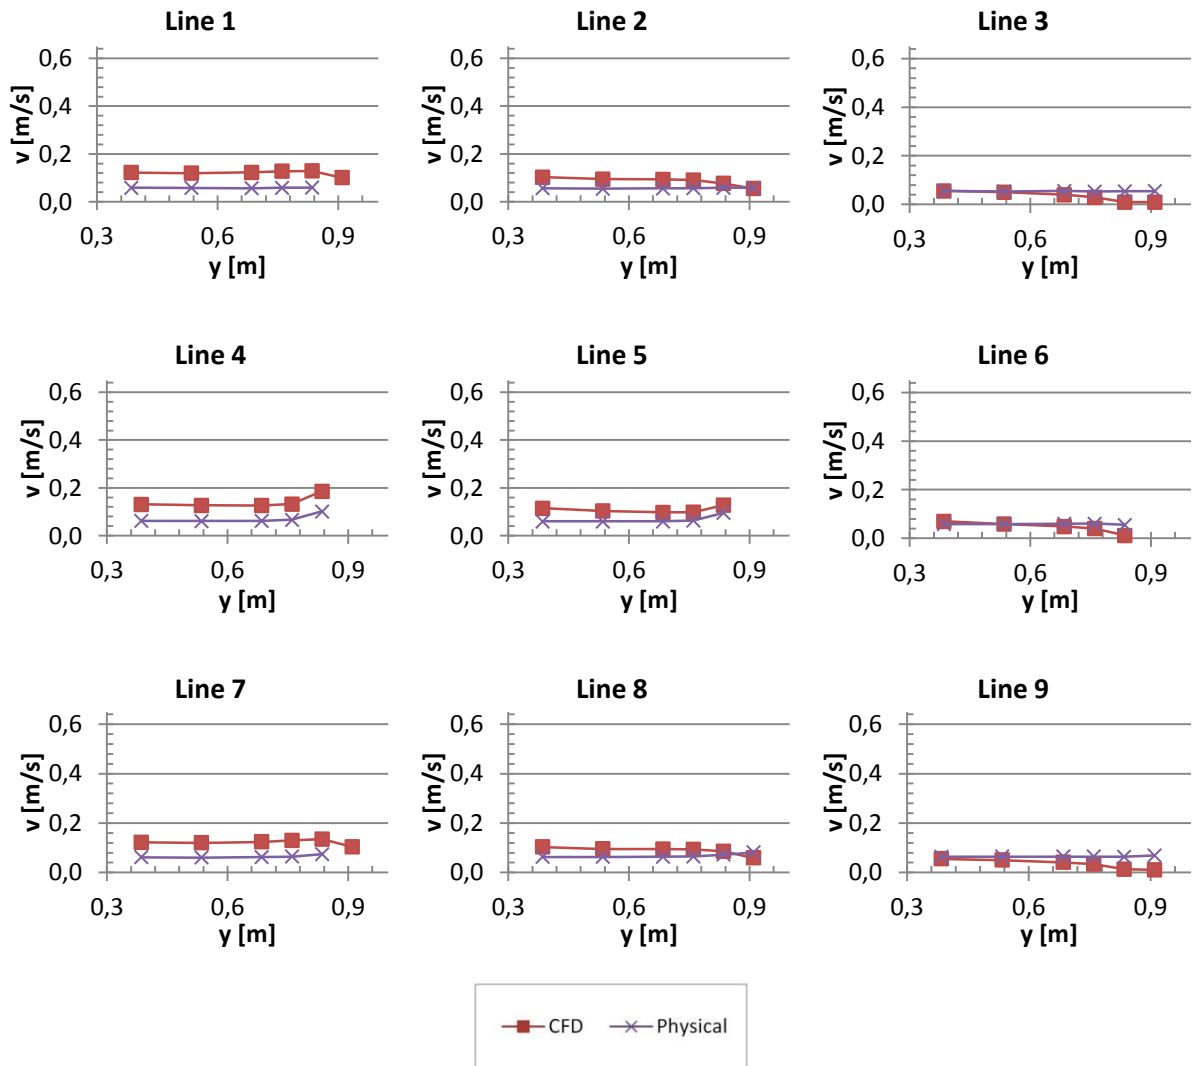 Line 1
Line 2
Line 3
0,6
0,4
0,2
0,0
v [m/s]
0,3
0,6
0,9
y [m]
0,6
0,4
0,2
0,0
v [m/s]
0,3
0,6
0,9
y [m]
0,6
0,4
0,2
0,0
v [m/s]
0,3
0,6
0,9
y [m]
Line 4
Line 5
Line 6
0,6
0,4
0,2
0,0
v [m/s]
0,3
0,6
0,9
y [m]
0,6
0,4
0,2
0,0
v [m/s]
0,3
0,6
0,9
y [m]
0,6
0,4
0,2
0,0
v [m/s]
0,3
0,6
0,9
y [m]
Line 7
Line 8
Line 9
0,6
0,4
0,2
0,0
v [m/s]
0,3
0,6
0,9
y [m]
0,6
0,4
0,2
0,0
v [m/s]
0,3
0,6
0,9
y [m]
0,6
0,4
0,2
0,0
v [m/s]
0,3
0,6
0,9
y [m]
CFD
Physical